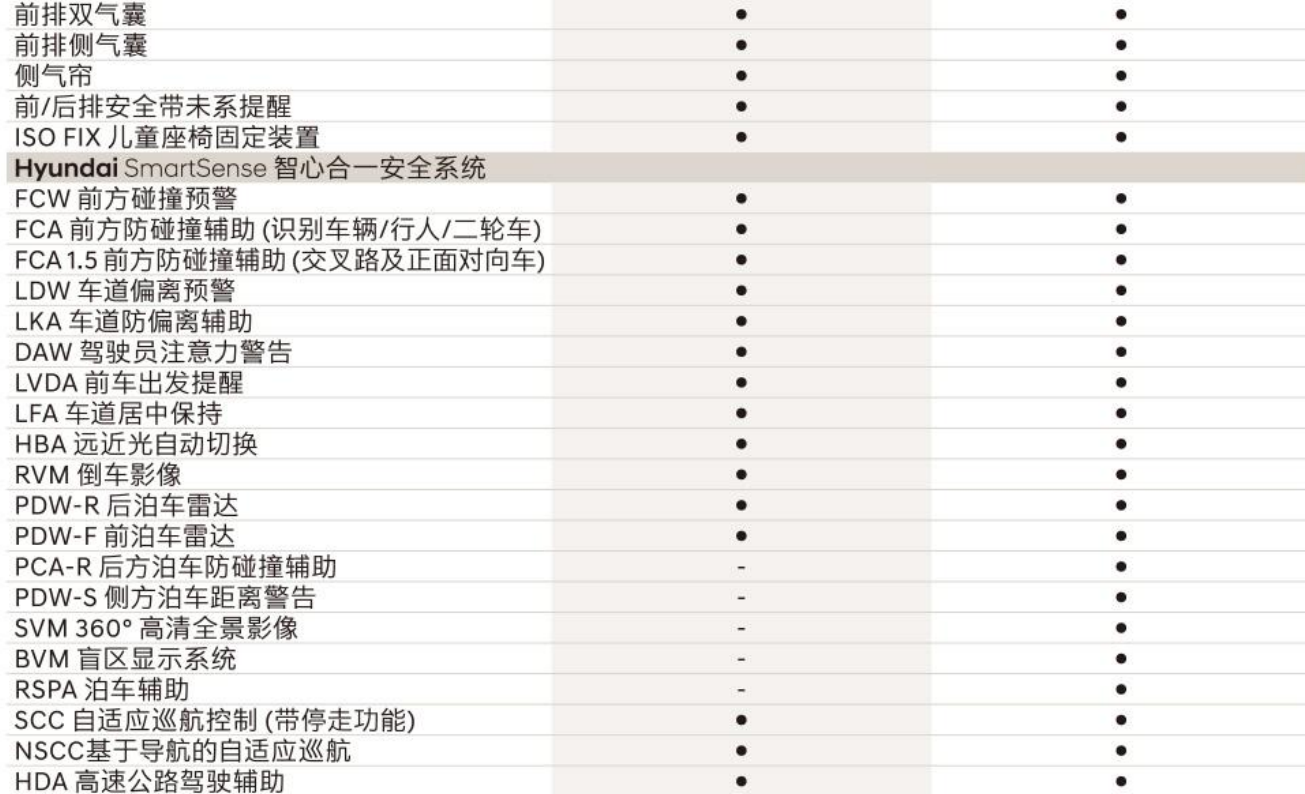 前排双气囊 ● ●
前排侧气囊 ● ●
侧气帘 ● ●
前/后排安全带未系提醒 ● ●
ISO FIX 儿童座椅固定装置 ● ●
Hyundai SmartSense 智心合一安全系统
FCW 前方碰撞预警 ● ●
FCA 前方防碰撞辅助 (识别车辆/行人/二轮车) ● ●
FCA 1.5 前方防碰撞辅助 (交叉路及正面对向车) ● ●
LDW 车道偏离预警 ● ●
LKA 车道防偏离辅助 ● ●
DAW 驾驶员注意力警告 ● ●
LVDA 前车出发提醒 ● ●
LFA 车道居中保持 ● ●
HBA 远近光自动切换 ● ●
RVM 倒车影像 ● ●
PDW-R 后泊车雷达 ● ●
PDW-F 前泊车雷达 ● ●
PCA-R 后方泊车防碰撞辅助 - ●
PDW-S 侧方泊车距离警告 - ●
SVM 360° 高清全景影像 - ●
BVM 盲区显示系统 - ●
RSPA 泊车辅助 - ●
SCC 自适应巡航控制 (带停走功能) ● ●
NSCC基于导航的自适应巡航 ● ●
HDA 高速公路驾驶辅助 ● ●